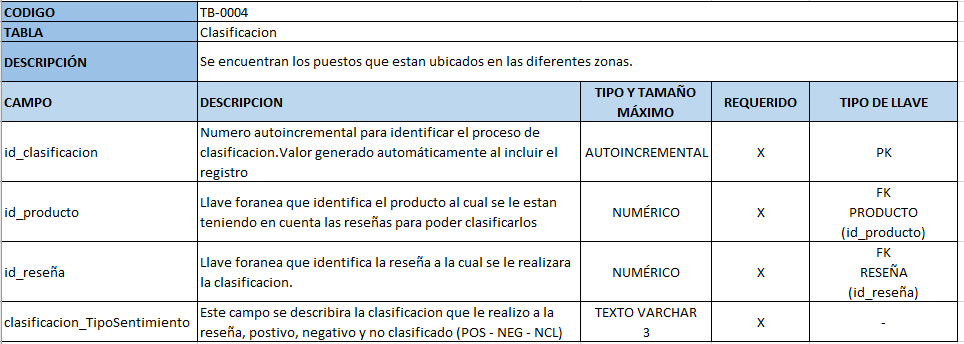 CODIGO TB-0004
TABLA Clasificacion
DESCRIPCIÓN Se encuentran los puestos que estan ubicados en las diferentes zonas.
CAMPO DESCRIPCION TIPO Y TAMAÑO MÁXIMO REQUERIDO TIPO DE LLAVE
Numero autoincremental para identificar el proceso de
id_clasificacion clasificacion.Valor generado automáticamente al incluir el AUTOINCREMENTAL X PK
registro
Llave foranea que identifica el producto al cual se le estan FK
id_producto teniendo en cuenta las reseñas para poder clasificarlos NUMÉRICO X PRODUCTO
(id_producto)
Llave foranea que identifica la reseña a la cual se le realizara FK
id_reseña la clasificacion. NUMÉRICO X RESEÑA
(id_reseña)
Este campo se describira la clasificacion que le realizo a la TEXTO VARCHAR
clasificacion_TipoSentimiento reseña, postivo, negativo y no clasificado (POS - NEG - NCL) 3 X -